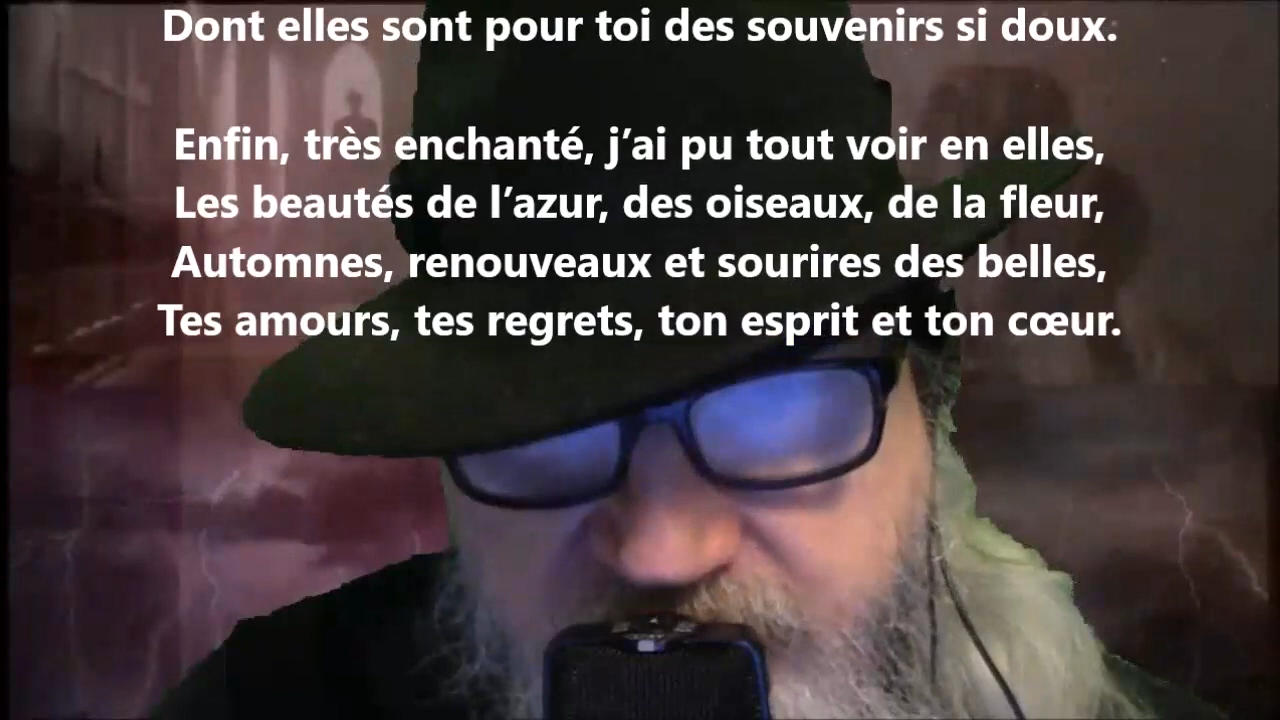 Dont elles sont pour toi des souvenirs si doux.
Enfin, très enchanté, j’ai pu tout voir en elles,
Les beautés de l’azur, des oiseaux, de la fleur,
Automnes, renouveaux et sourires des belles,
Tes amours, tes regrets, ton esprit et ton cœur.